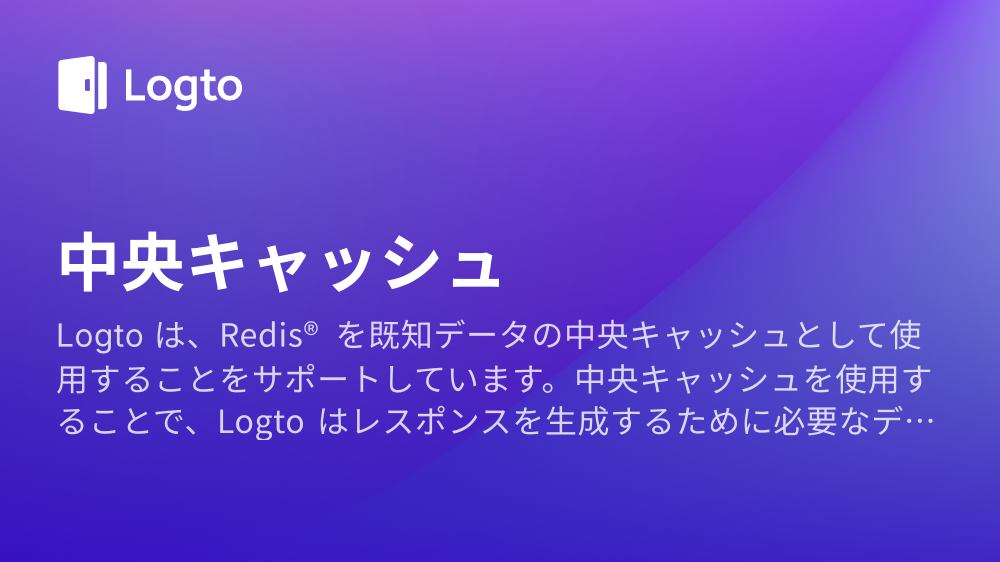 Logto
中央キャッシュ
Logto は、Redis® を既知データの中央キャッシュとして使
用することをサポートしています。中央キャッシュを使用す
ることで、Logto はレスポンスを生成するために必要なデ…